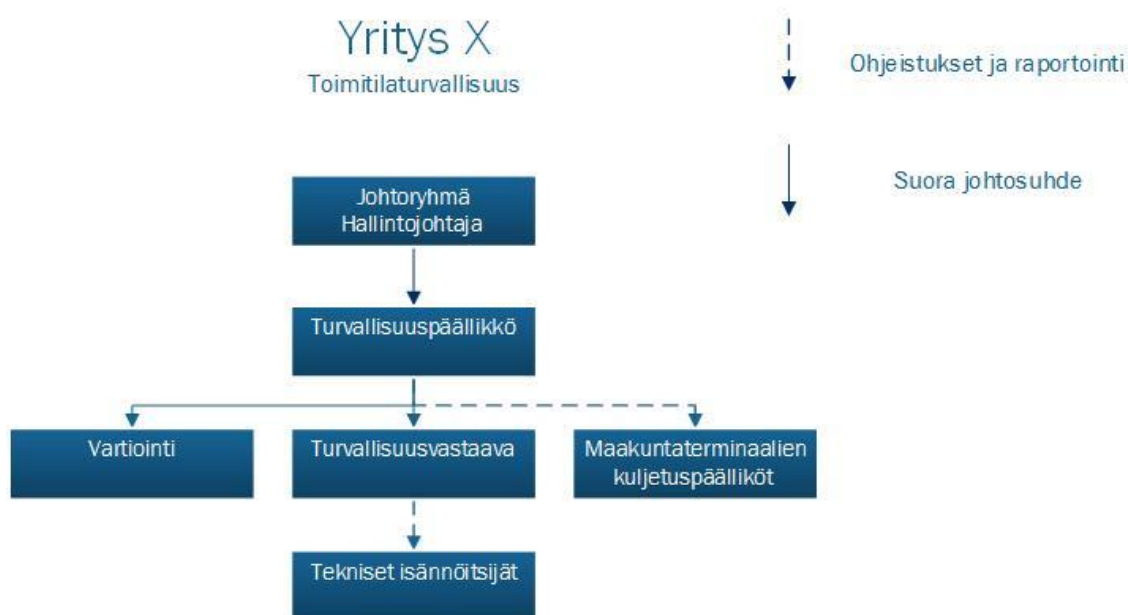 Yritys X
Toimitilaturvallisuus
Ohjeistukset ja raportointi
Suora johtosuhde
Johtoryhmä
Hallintojohtaja
Turvallisuuspäällikkö
Vartiointi
Turvallisuusvastaava
Maakuntaterminaalien
kuljetuspäälliköt
Tekniset isännöitsijät